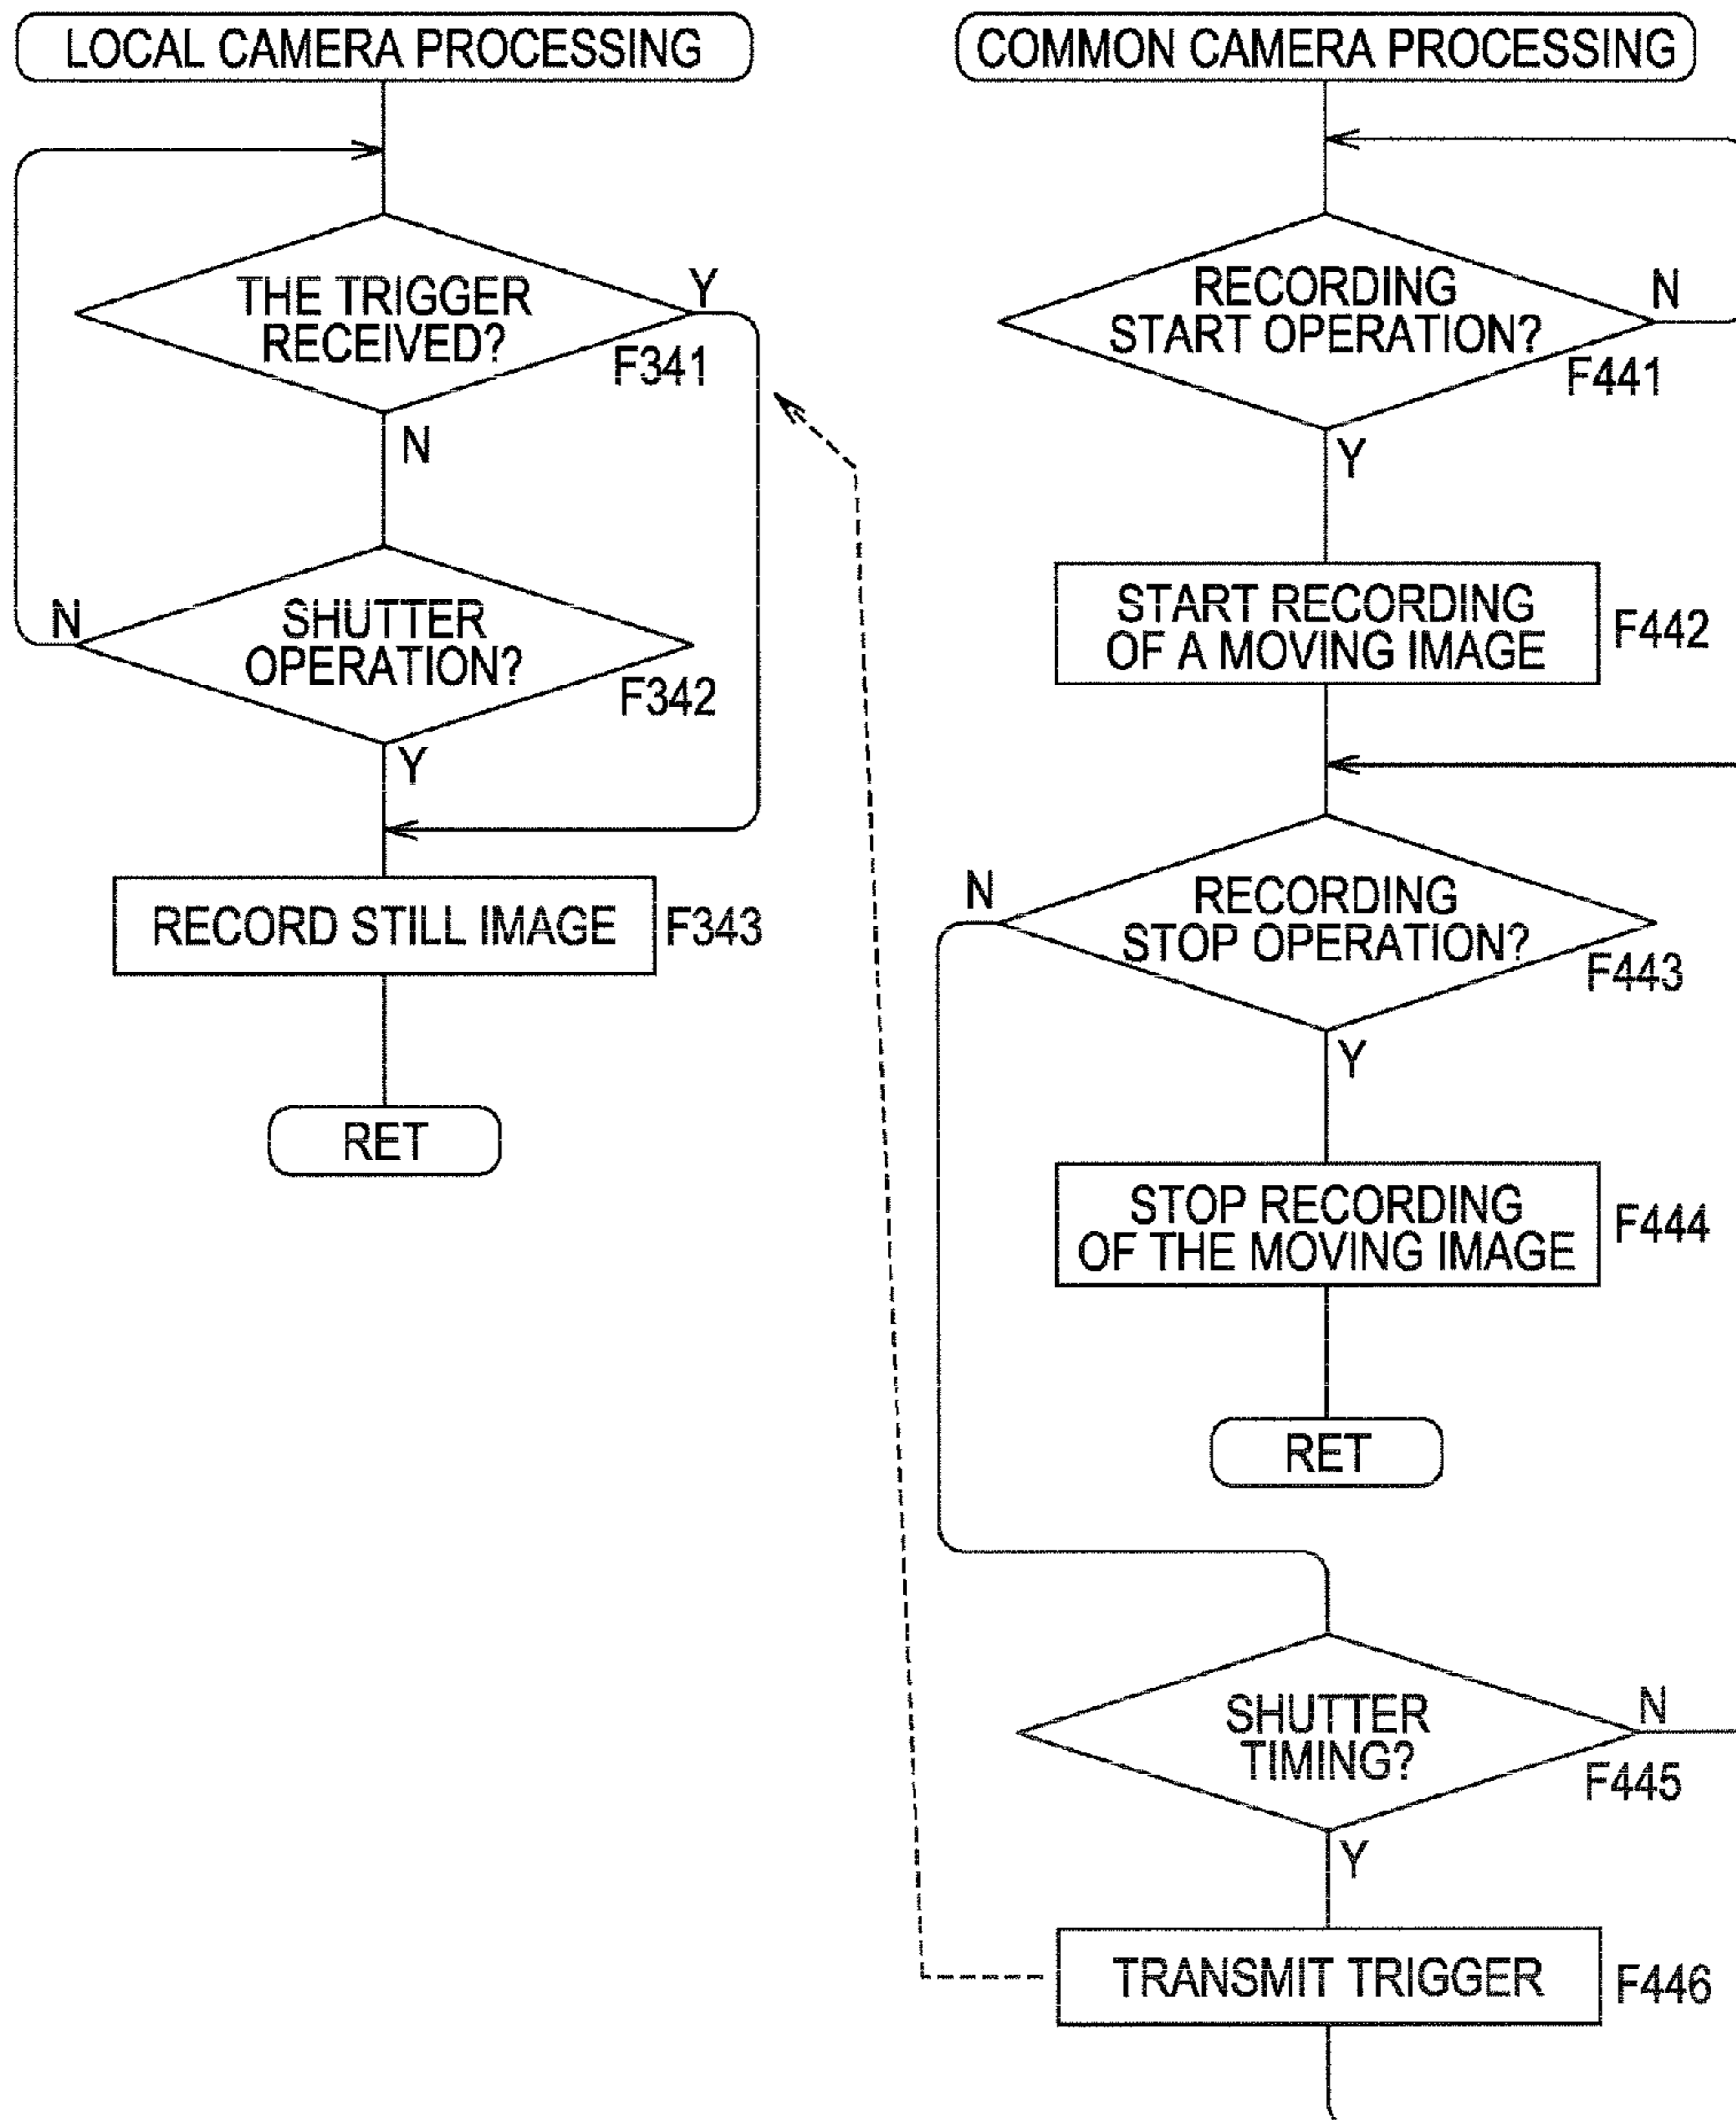 LOCAL CAMERA PROCESSING
THE TRIGGER
RECEIVED?
Y
F341
N
SHUTTER
OPERATION?
N
F342
Y
RECORD STILL IMAGE
F343
RET
COMMON CAMERA PROCESSING
RECORDING
START OPERATION?
N
F441
Y
START RECORDING
OF A MOVING IMAGE
F442
RECORDING
STOP OPERATION?
N
F443
Y
STOP RECORDING
OF THE MOVING IMAGE
F444
RET
SHUTTER
TIMING?
N
F445
Y
TRANSMIT TRIGGER
F446